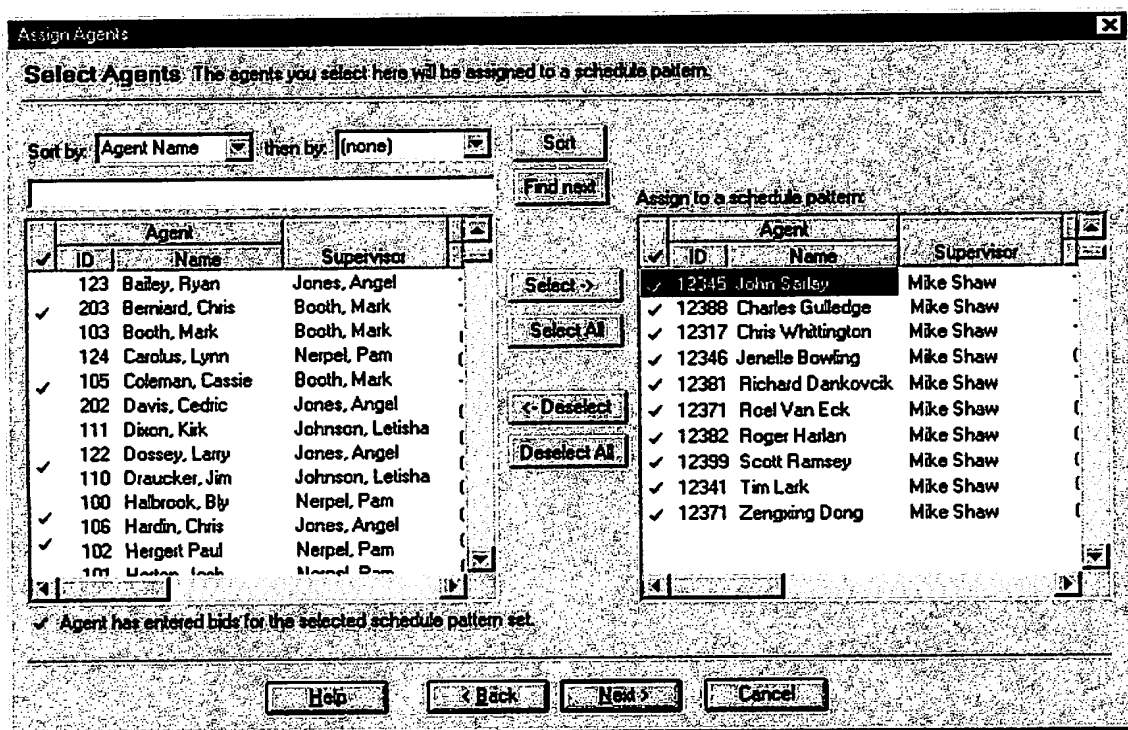 Assign Agents
Select Agents The agents you select here will be assigned to a schedule pattern.
Sort by: Agent Name then by: (none) Sort
Find next
Assign to a schedule pattern:
Agent
✓ ID Name Supervisor
123 Bailey, Ryan Jones, Angel
✓ 203 Berniard, Chris Booth, Mark
103 Booth, Mark Booth, Mark
124 Carolus, Lynn Nerpel, Pam
✓ 105 Coleman, Cassie Booth, Mark
202 Davis, Cedric Jones, Angel
111 Dixon, Kirk Johnson, Letisha
122 Dossey, Larry Jones, Angel
✓ 110 Draucker, Jim Johnson, Letisha
100 Halbrook, Bly Nerpel, Pam
✓ 106 Hardin, Chris Jones, Angel
✓ 102 Hergert Paul Nerpel, Pam
101
Select ->
Select All
<- Deselect
Deselect All
Agent
✓ ID Name Supervisor
✓ 12345 John Mike Shaw
✓ 12388 Charles Gulledge Mike Shaw
✓ 12317 Chris Whittington Mike Shaw
✓ 12346 Jenelle Bowling Mike Shaw
✓ 12381 Richard Dankovcik Mike Shaw
✓ 12371 Roel Van Eck Mike Shaw
✓ 12382 Roger Harlan Mike Shaw
✓ 12399 Scott Ramsey Mike Shaw
✓ 12341 Tim Lark Mike Shaw
✓ 12371 Zengxing Dong Mike Shaw
✓ Agent has entered bids for the selected schedule pattern set.
Help < Back Next > Cancel